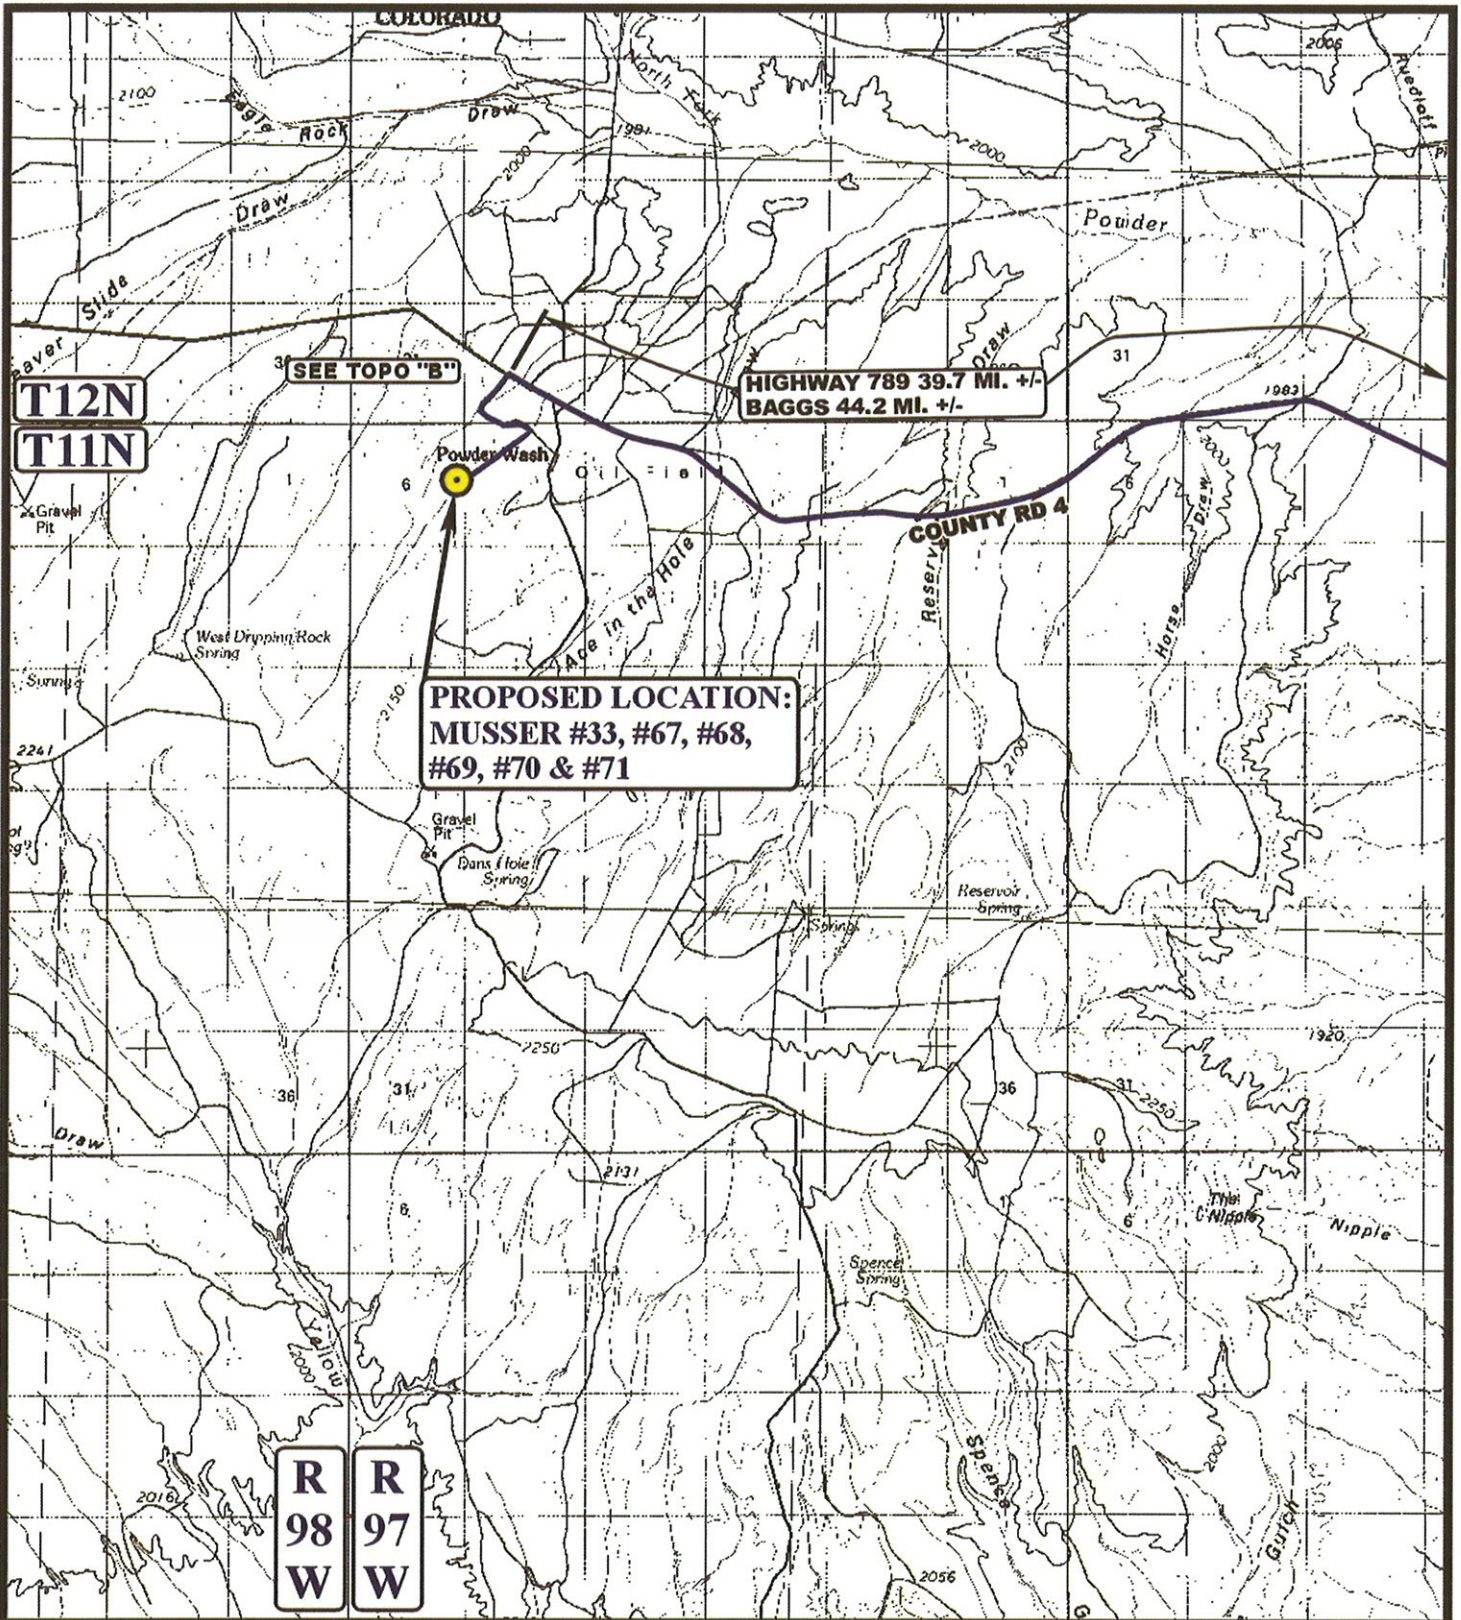 COLORADO
2006
North Fork
Ruedloff
2100
Eagle Rock Draw
1981
2000
2000
Draw
Powder
Slide
Draw
31
SEE TOPO "B"
HIGHWAY 789 39.7 MI. +/-
BAGGS 44.2 MI. +/-
T12N
1983
T11N
2000
Powder Wash
Oil Field
1
6
1
6
Draw
Gravel
Pit
COUNTY RD 4
Ace in the Hole
Horse
West Dripping Rock
Spring
2150
PROPOSED LOCATION:
MUSSER #33, #67, #68,
#69, #70 & #71
2241
2100
Gravel
Pit
Dans Hole
Spring
Reservoir
Spring
Spring
1920
2250
36
31
36
31
2250
Draw
2131
6
6
The
Nipple
Nipple
Spence
Spring
Yellow
2000
Spence
2000
R
98
W
R
97
W
2016
Gulch
2056
G